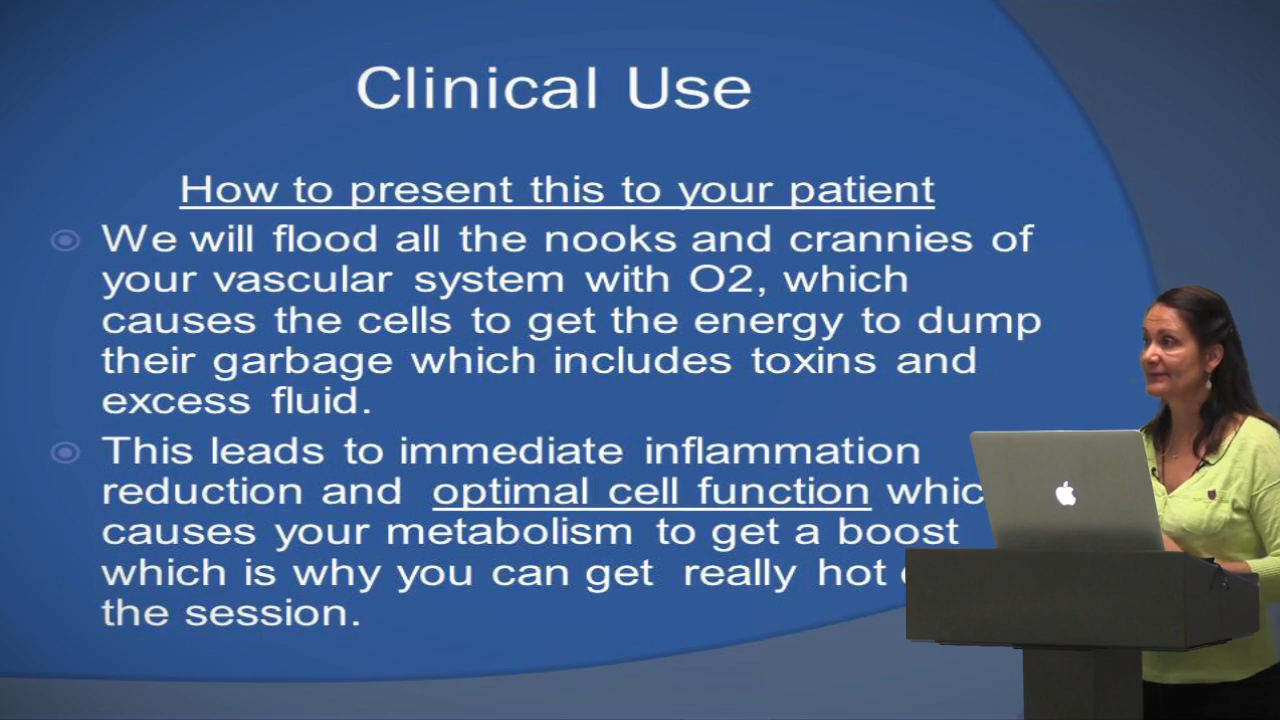 Clinical Use
How to present this to your patient
We will flood all the nooks and crannies of
your vascular system with O2, which
causes the cells to get the energy to dump
their garbage which includes toxins and
excess fluid.
This leads to immediate inflammation
reduction and optimal cell function
causes your metabolism to get a boost
which is why you can get really hot
the session.